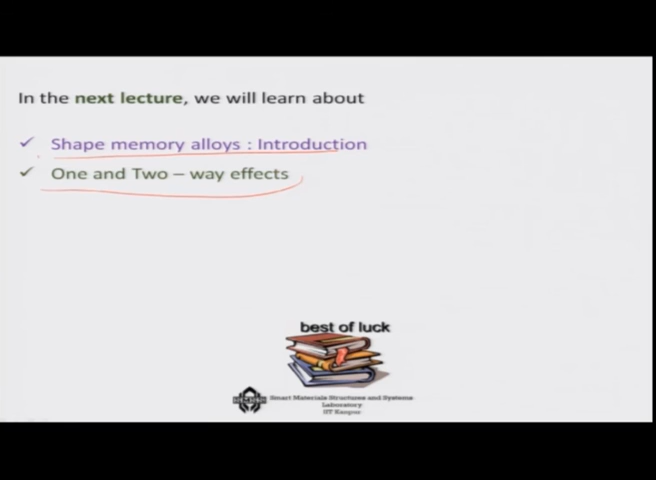 In the next lecture, we will learn about
✓ Shape memory alloys : Introduction
✓ One and Two – way effects
best of luck
Smart Materials Structures and Systems
Laboratory
IIT Kanpur